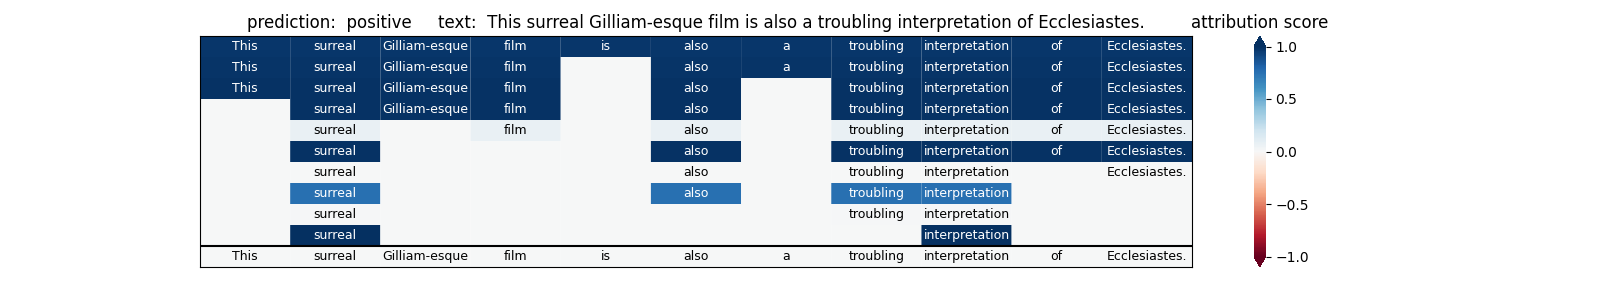 prediction:  positive     text:  This surreal Gilliam-esque film is also a troubling interpretation of Ecclesiastes.     attribution score
This surreal Gilliam-esque film is also a troubling interpretation of Ecclesiastes.
This surreal Gilliam-esque film also a troubling interpretation of Ecclesiastes.
This surreal Gilliam-esque film also troubling interpretation of Ecclesiastes.
surreal Gilliam-esque film also troubling interpretation of Ecclesiastes.
surreal film also troubling interpretation of Ecclesiastes.
surreal also troubling interpretation of Ecclesiastes.
surreal also troubling interpretation Ecclesiastes.
surreal also troubling interpretation
surreal troubling interpretation
surreal interpretation
This surreal Gilliam-esque film is also a troubling interpretation of Ecclesiastes.
1.0
0.5
0.0
−0.5
−1.0